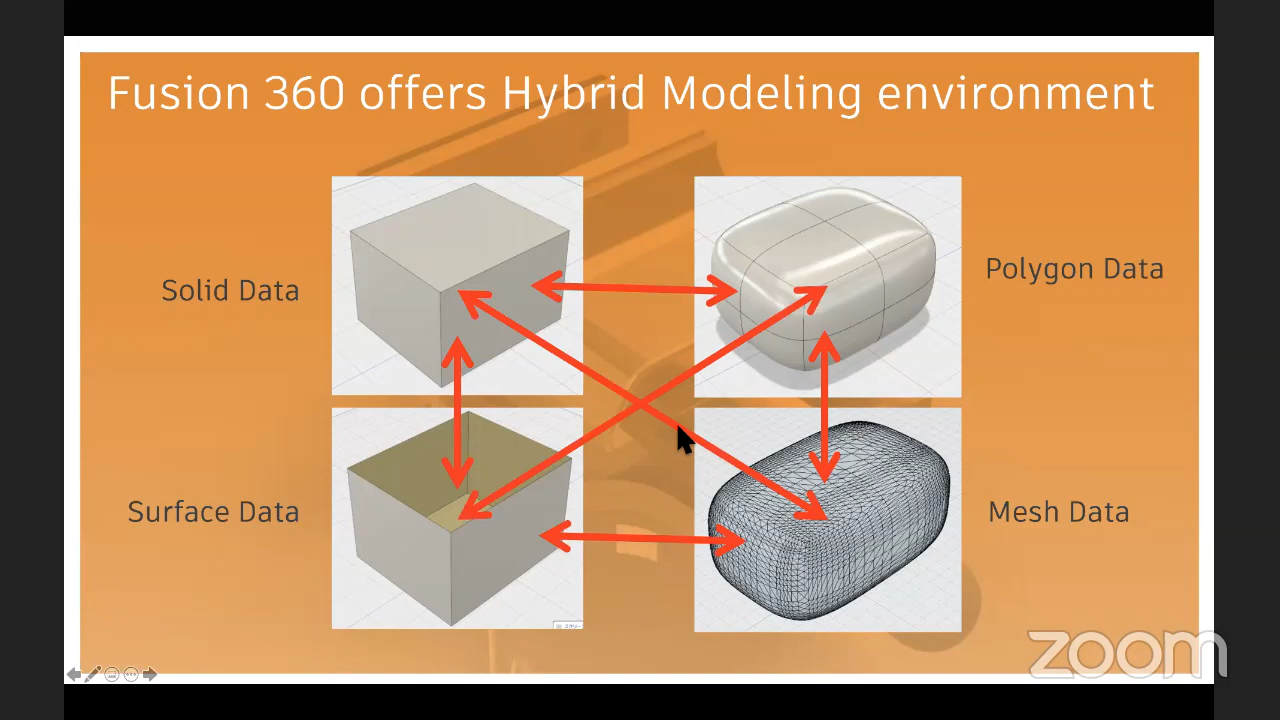 Fusion 360 offers Hybrid Modeling environment
Solid Data
Polygon Data
Surface Data
Mesh Data
zoom